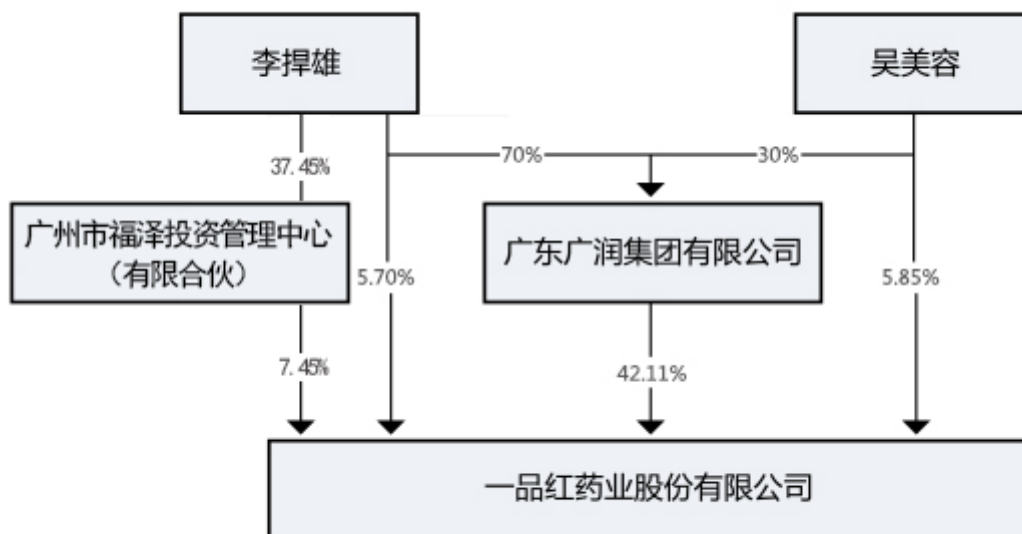 李捍雄
吴美容
70%
30%
37.45%
广州市福泽投资管理中心
（有限合伙）
广东广润集团有限公司
5.70%
5.85%
7.45%
42.11%
一品红药业股份有限公司